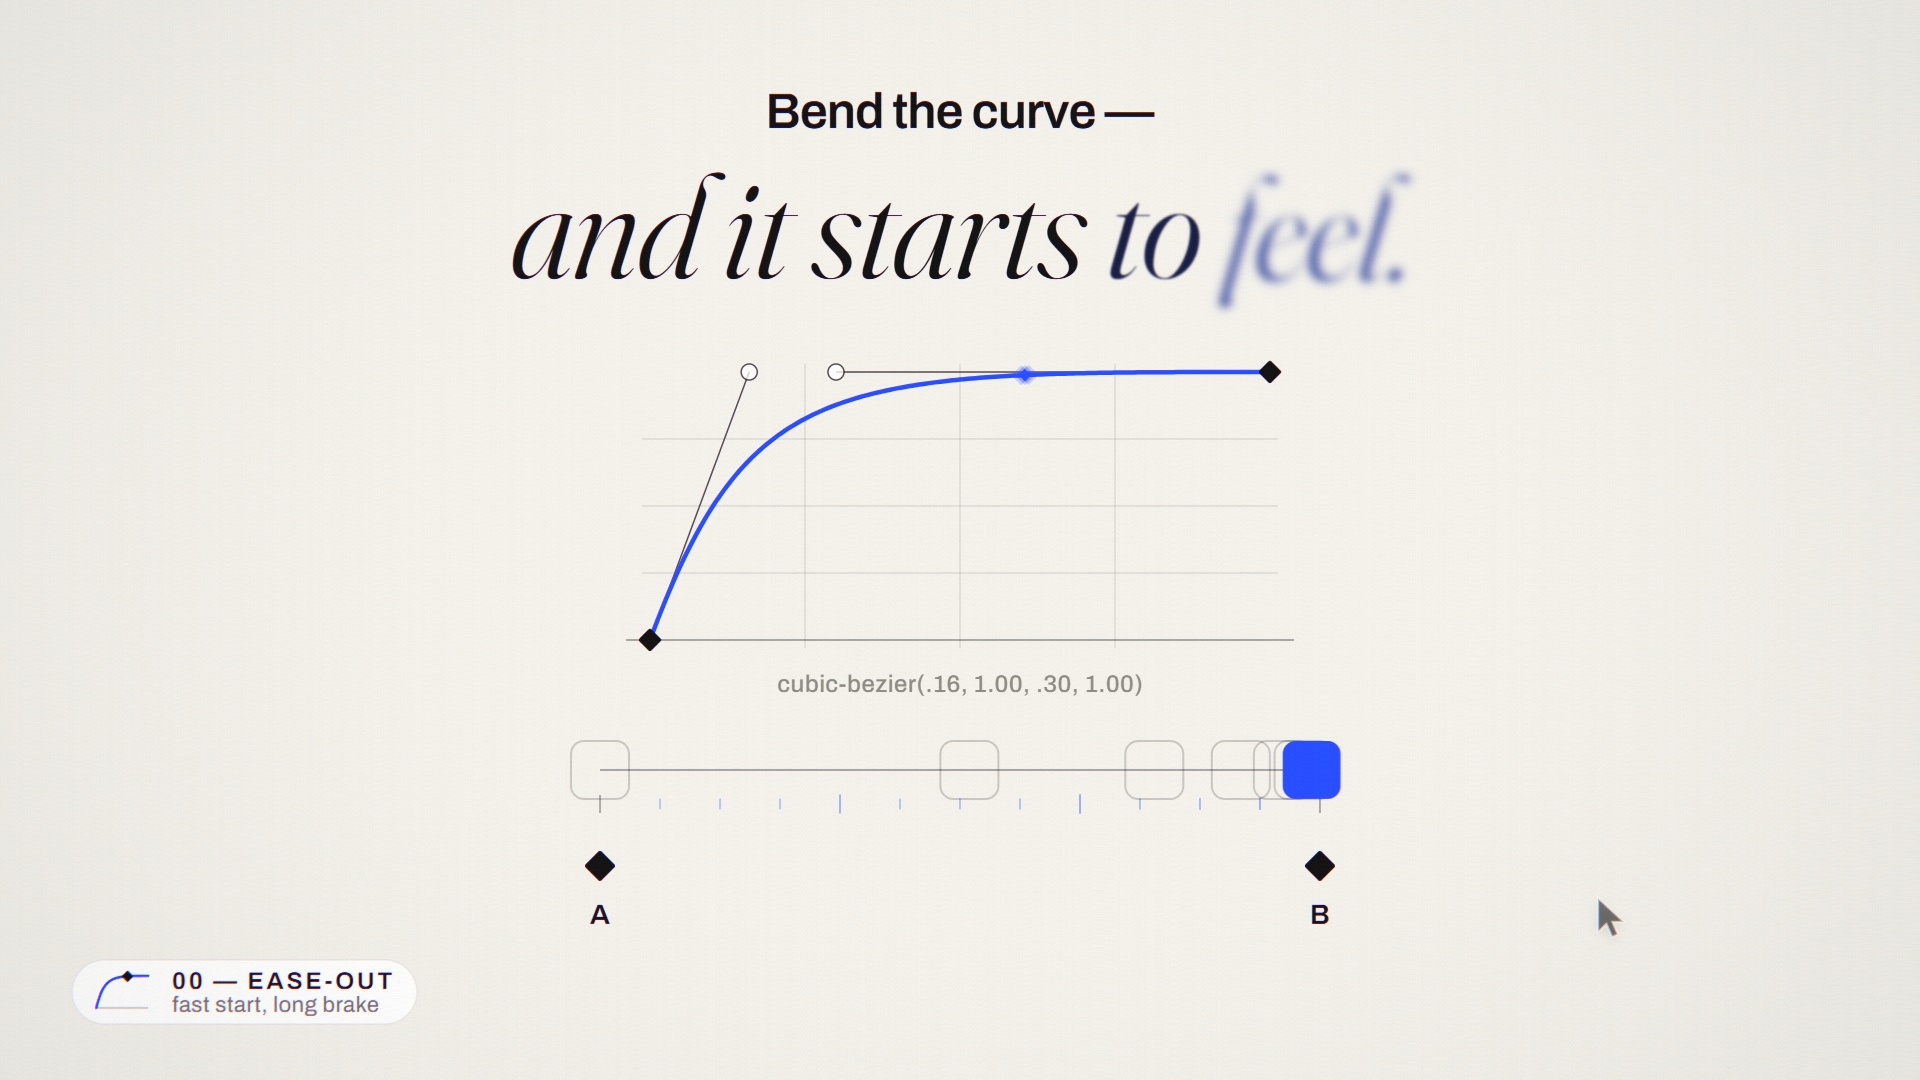 Bend the curve —
and it starts to feel.
cubic-bezier(.16, 1.00, .30, 1.00)
A
B
00 — EASE-OUT
fast start, long brake